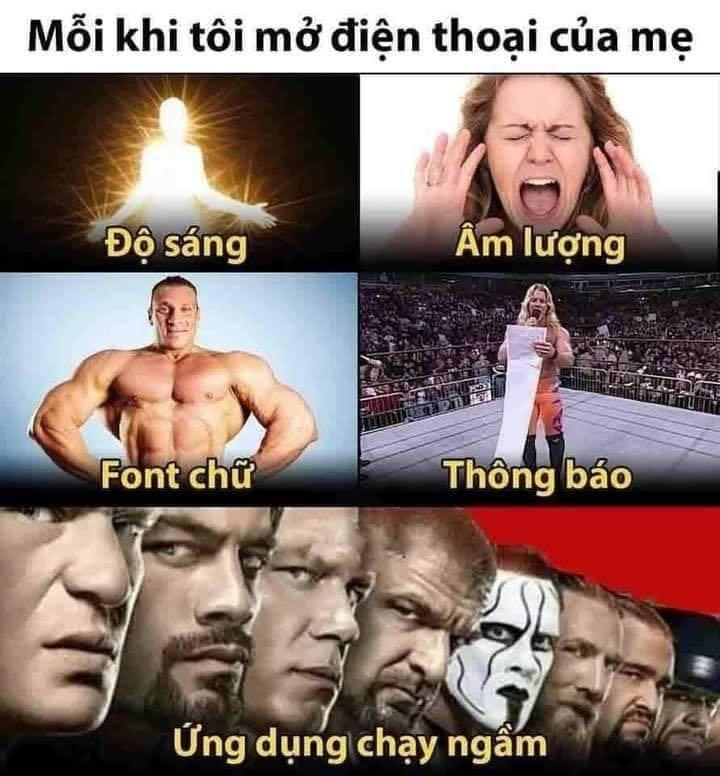 Mỗi khi tôi mở điện thoại của mẹ
Độ sáng
Âm lượng
Font chữ
Thông báo
Ứng dụng chạy ngầm